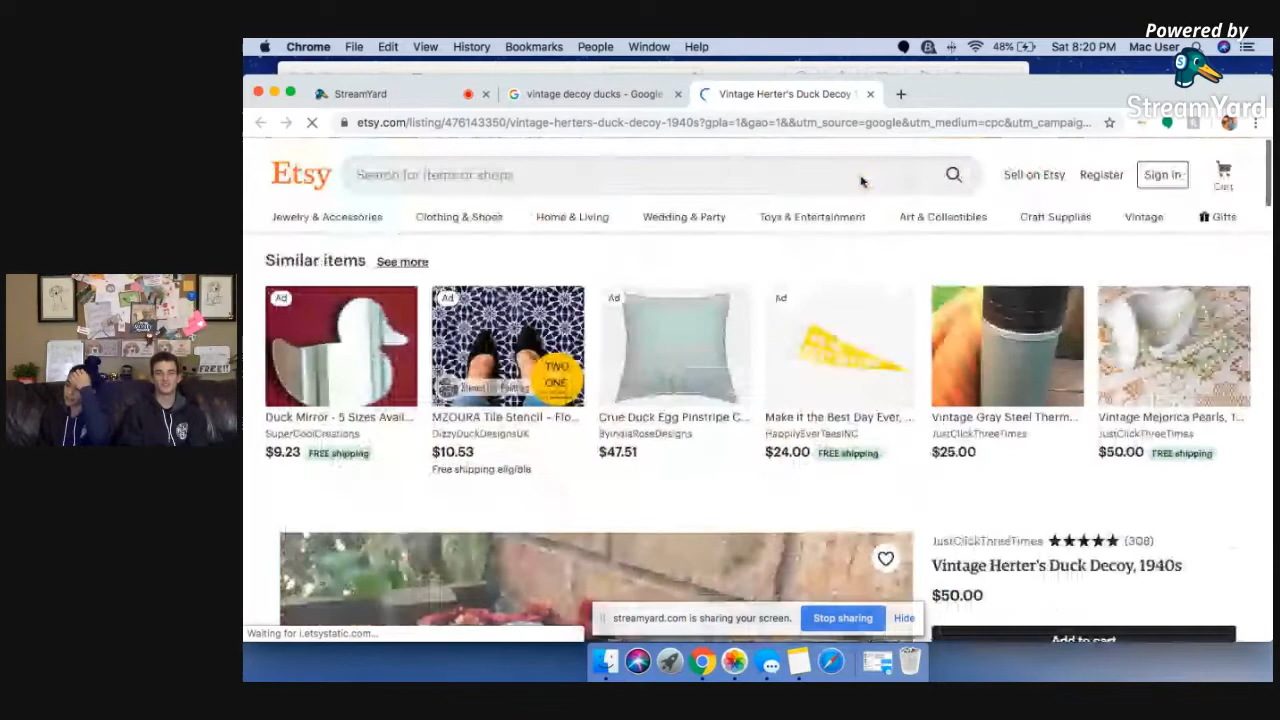 Powered by
StreamYard
Chrome File Edit View History Bookmarks People Window Help
48% Sat 8:20 PM Mac User
StreamYard
vintage decoy ducks - Google
Vintage Herter's Duck Decoy 1
etsy.com/listing/476143350/vintage-herters-duck-decoy-1940s?gpla=1&gao=1&&utm_source=google&utm_medium=cpc&utm_campaig...
Etsy
Search for items or shops
Sell on Etsy Register Sign in
Cart
Jewelry & Accessories Clothing & Shoes Home & Living Wedding & Party Toys & Entertainment Art & Collectibles Craft Supplies Vintage Gifts
Similar items See more
Ad Ad Ad Ad
TWO
ONE
Duck Mirror - 5 Sizes Avail...
SuperCoolCreations
$9.23 FREE shipping
MZOURA Tile Stencil - Flo...
DizzyDuckDesignsUK
$10.53
Free shipping eligible
Crue Duck Egg Pinstripe C...
$47.51
Make it the Best Day Ever, ...
HappilyEverTeesINC
$24.00 FREE shipping
Vintage Gray Steel Therm...
JustClickThreeTimes
$25.00
Vintage Mejorica Pearls, 1...
JustClickThreeTimes
$50.00 FREE shipping
JustClickThreeTimes (308)
Vintage Herter's Duck Decoy, 1940s
$50.00
Add to cart
streamyard.com is sharing your screen. Stop sharing Hide
Waiting for i.etsystatic.com...
FREE!!